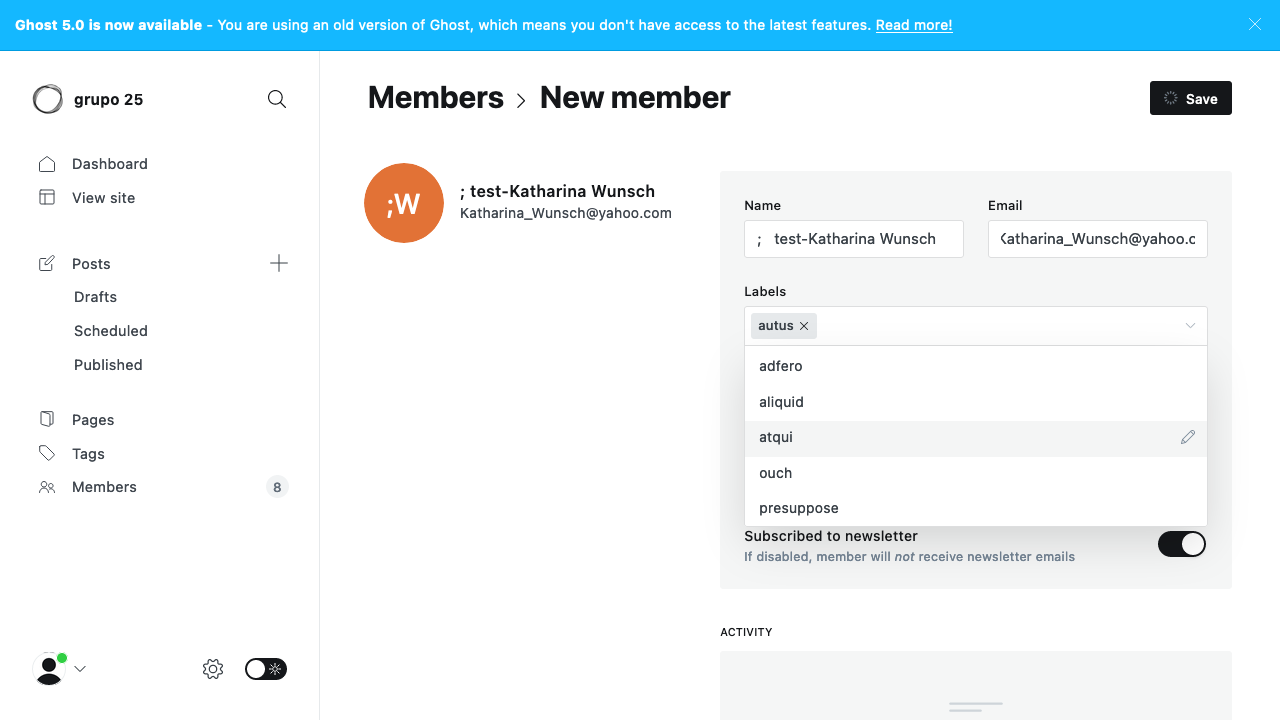 Ghost 5.0 is now available - You are using an old version of Ghost, which means you don't have access to the latest features. Read more!
grupo 25
Members > New member
Save
Dashboard
View site
;W
; test-Katharina Wunsch
Katharina_Wunsch@yahoo.com
Name
Email
; test-Katharina Wunsch
Katharina_Wunsch@yahoo.c
Posts
Drafts
Scheduled
Published
Labels
autus
adfero
aliquid
atqui
ouch
presuppose
Pages
Tags
Members
8
Subscribed to newsletter
If disabled, member will not receive newsletter emails
ACTIVITY